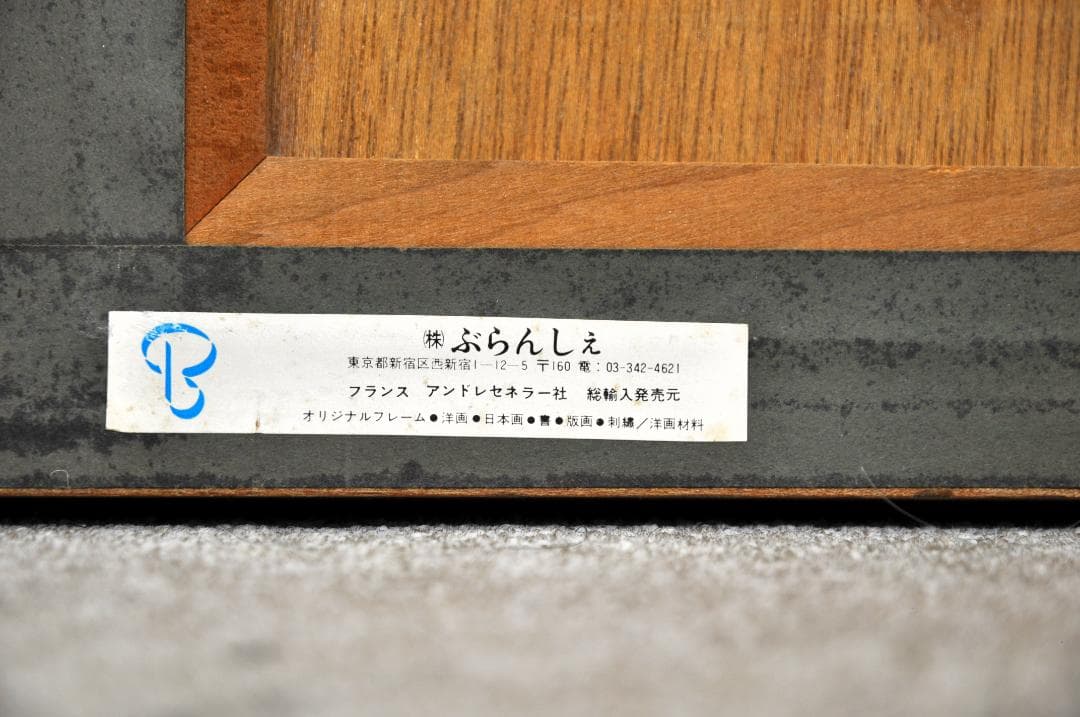 ㈱ ぶらんしぇ
東京都新宿区西新宿1―12―5 〒160 電:03-342-4621
フランス アンドレセネラー社 総輸入発売元
オリジナルフレーム●洋画●日本画●書●版画●刺繡/洋画材料